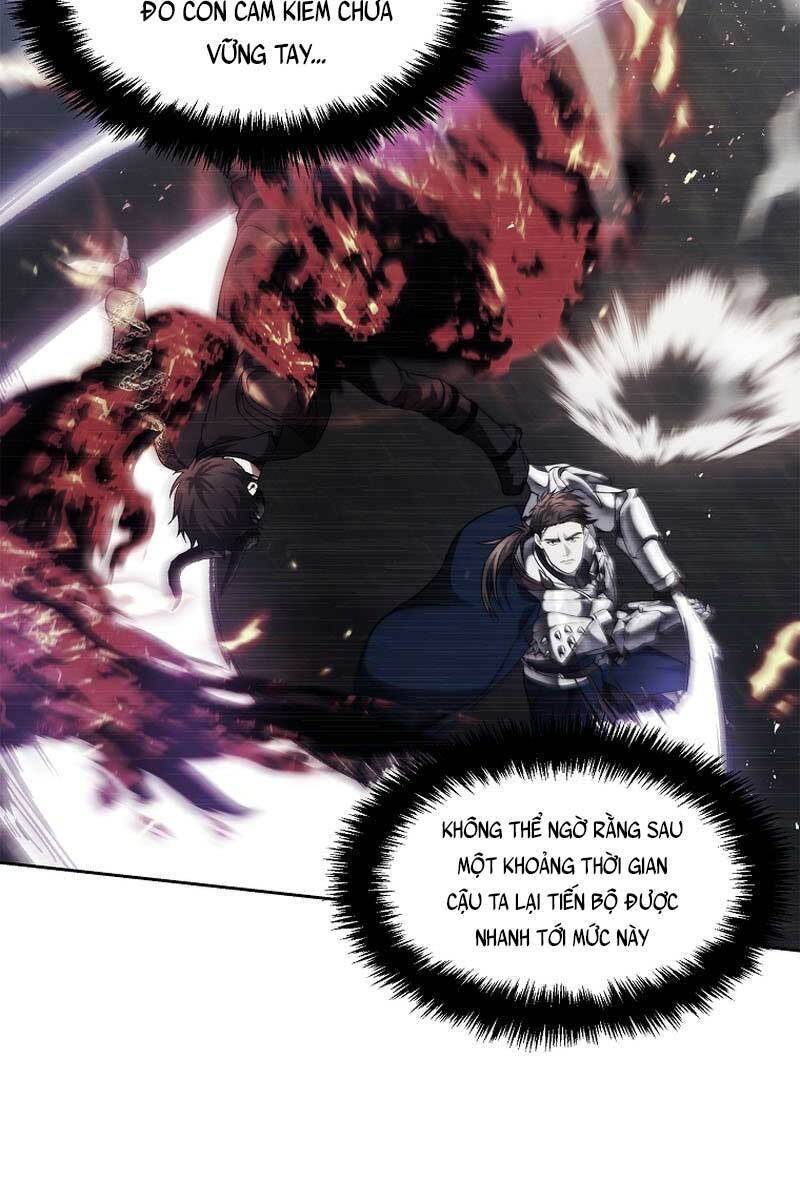 ĐÓ CÒN CẦM KIẾM CHƯA
VỮNG TAY...
KHÔNG THỂ NGỜ RẰNG SAU
MỘT KHOẢNG THỜI GIAN
CẬU TA LẠI TIẾN BỘ ĐƯỢC
NHANH TỚI MỨC NÀY